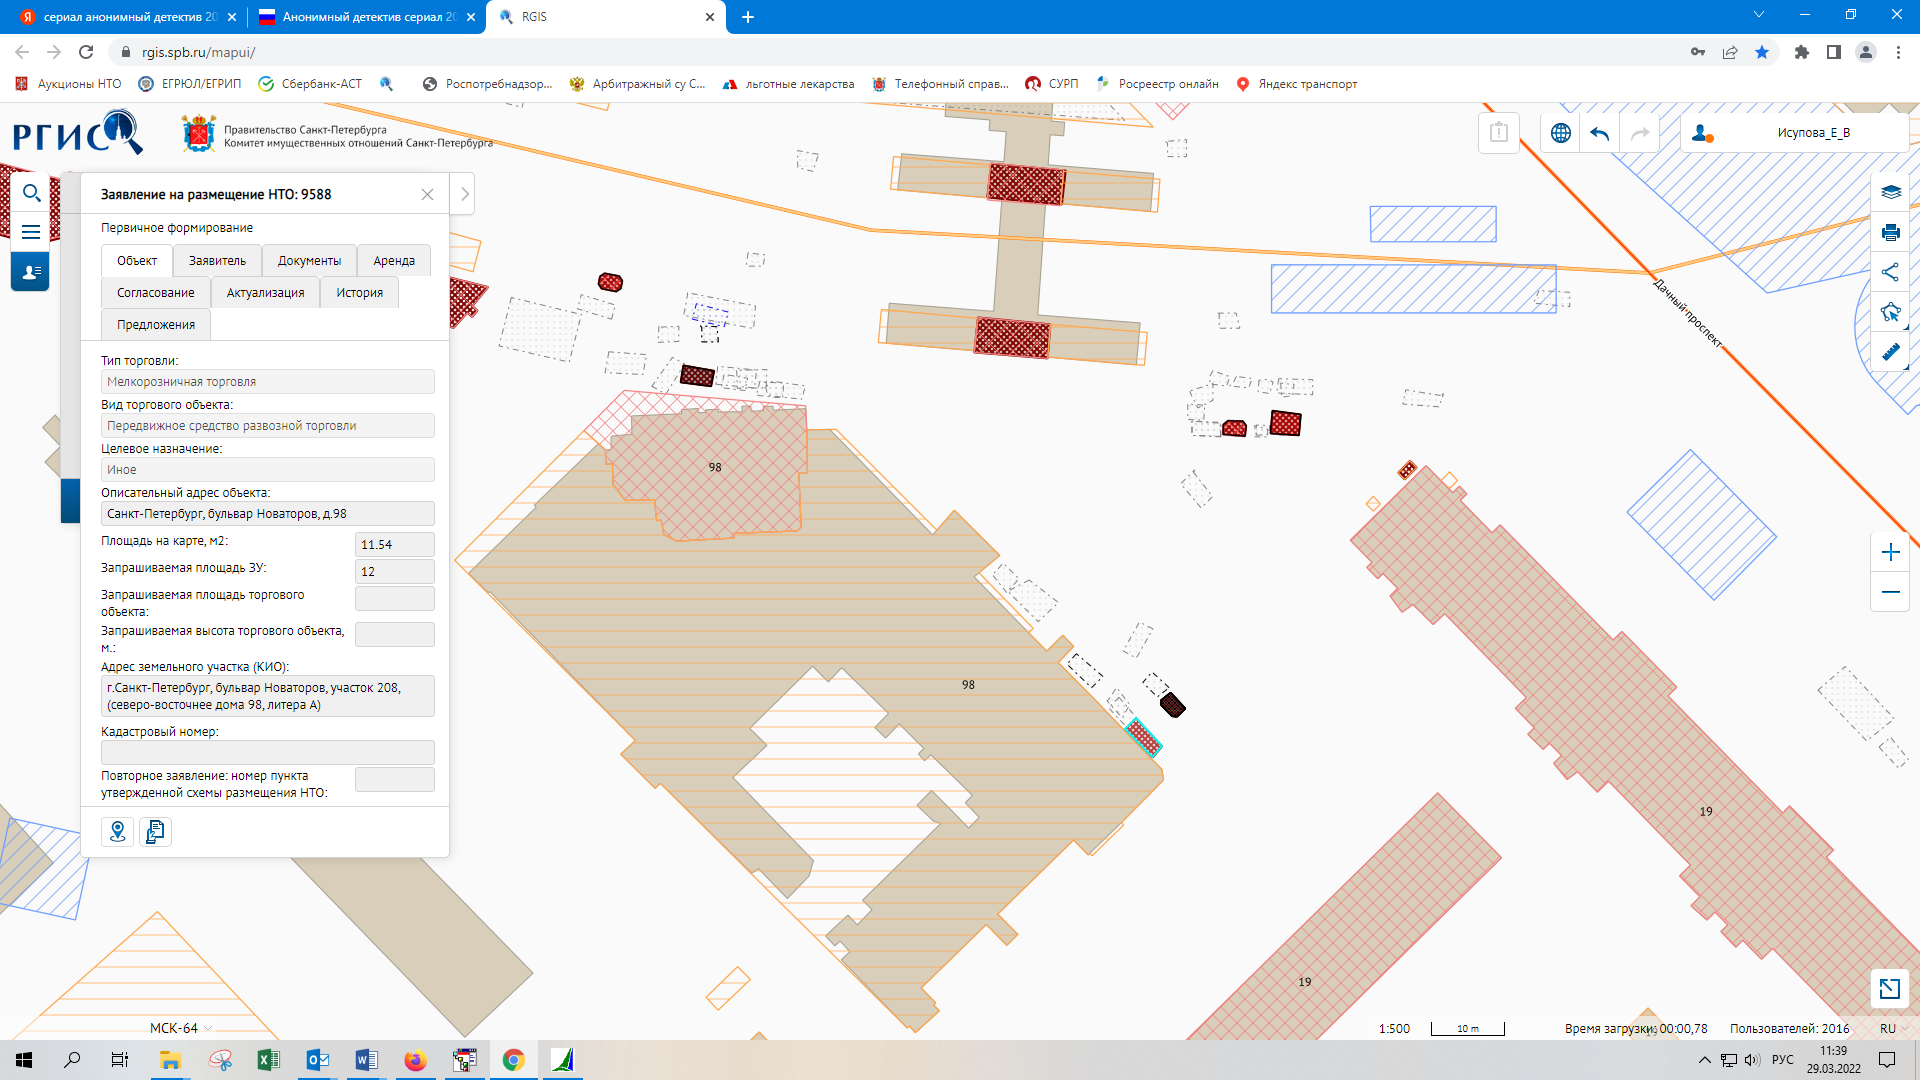 сериал анонимный детектив 20
Анонимный детектив сериал 20
RGIS
rgis.spb.ru/mapui/
Аукционы НТО
ЕГРЮЛ/ЕГРИП
Сбербанк-АСТ
Роспотребнадзор...
Арбитражный су С...
льготные лекарства
Телефонный справ...
СУРП
Росреестр онлайн
Яндекс транспорт
РГИС
Правительство Санкт-Петербурга
Комитет имущественных отношений Санкт-Петербурга
Исупова_Е_В
Заявление на размещение НТО: 9588
Первичное формирование
Объект
Заявитель
Документы
Аренда
Согласование
Актуализация
История
Предложения
Тип торговли:
Мелкорозничная торговля
Вид торгового объекта:
Передвижное средство развозной торговли
Целевое назначение:
Иное
Описательный адрес объекта:
Санкт-Петербург, бульвар Новаторов, д.98
Площадь на карте, м2:
11.54
Запрашиваемая площадь ЗУ:
12
Запрашиваемая площадь торгового
объекта:
Запрашиваемая высота торгового объекта,
м.:
Адрес земельного участка (КИО):
г.Санкт-Петербург, бульвар Новаторов, участок 208,
(северо-восточнее дома 98, литера А)
Кадастровый номер:
Повторное заявление: номер пункта
утвержденной схемы размещения НТО:
Дачный проспект
98
98
19
19
МСК-64
1:500
10 m
Время загрузки: 00:00,78
Пользователей: 2016
RU
РУС
11:39
29.03.2022